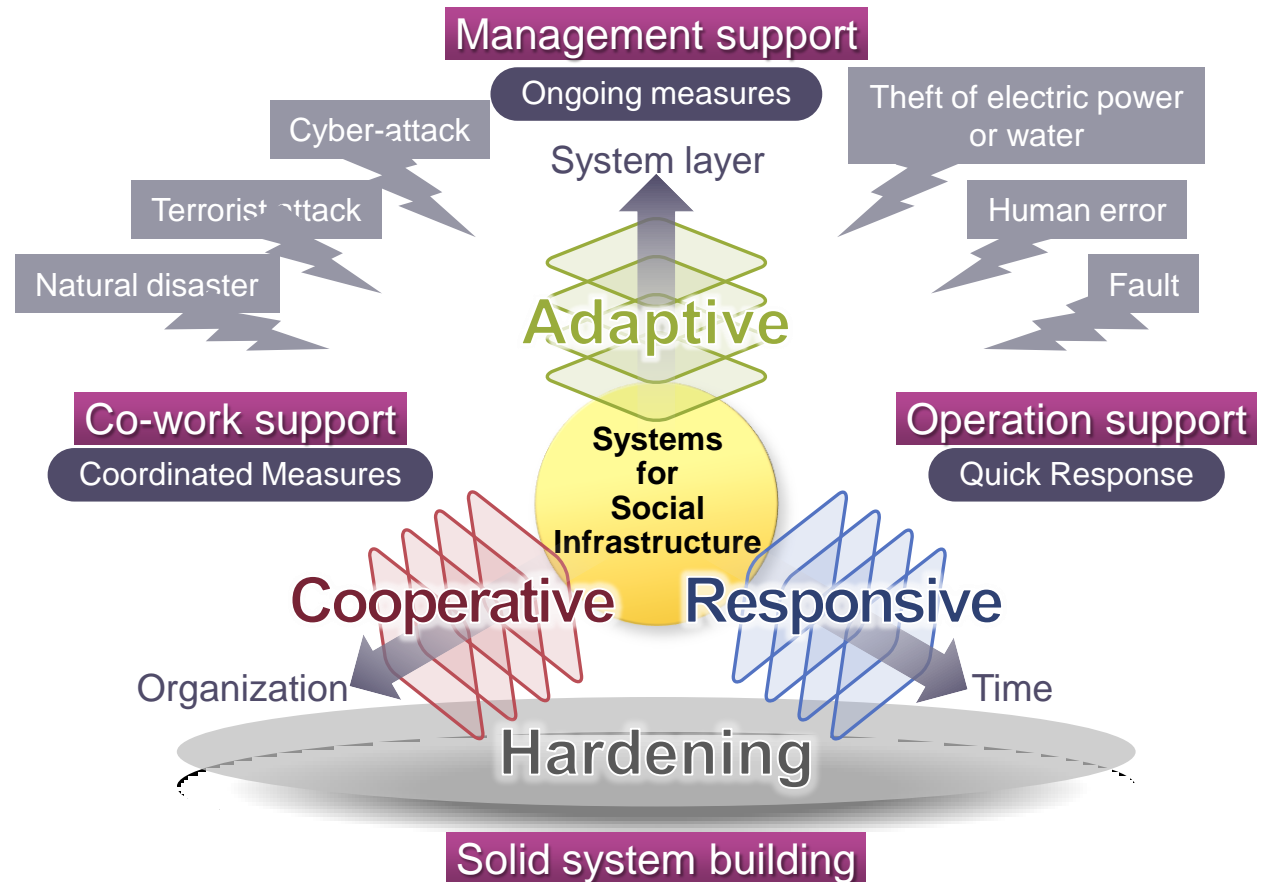 Management support
Ongoing measures
System layer
Cyber-attack
Terrorist attack
Natural disaster
Theft of electric power
or water
Human error
Fault
Adaptive
Co-work support
Coordinated Measures
Operation support
Quick Response
Systems
for
Social
Infrastructure
Cooperative
Responsive
Organization
Time
Hardening
Solid system building